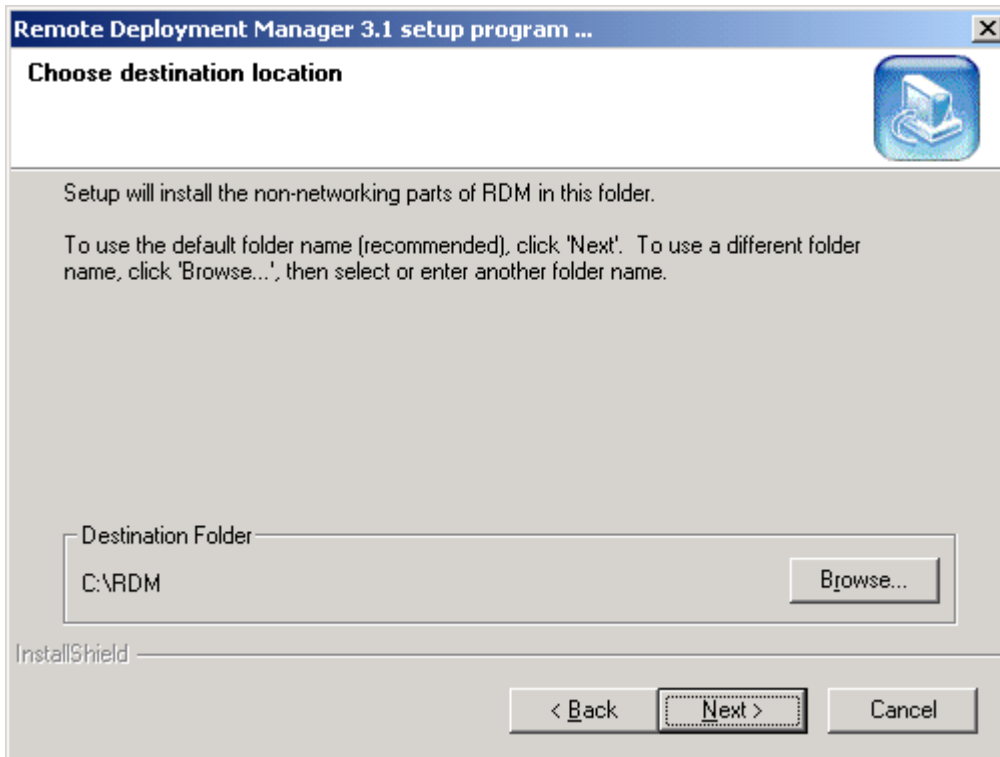 Remote Deployment Manager 3.1 setup program ...
Choose destination location
Setup will install the non-networking parts of RDM in this folder.
To use the default folder name (recommended), click 'Next'.  To use a different folder
name, click 'Browse...', then select or enter another folder name.
Destination Folder
C:\RDM
Browse...
InstallShield
< Back
Next >
Cancel